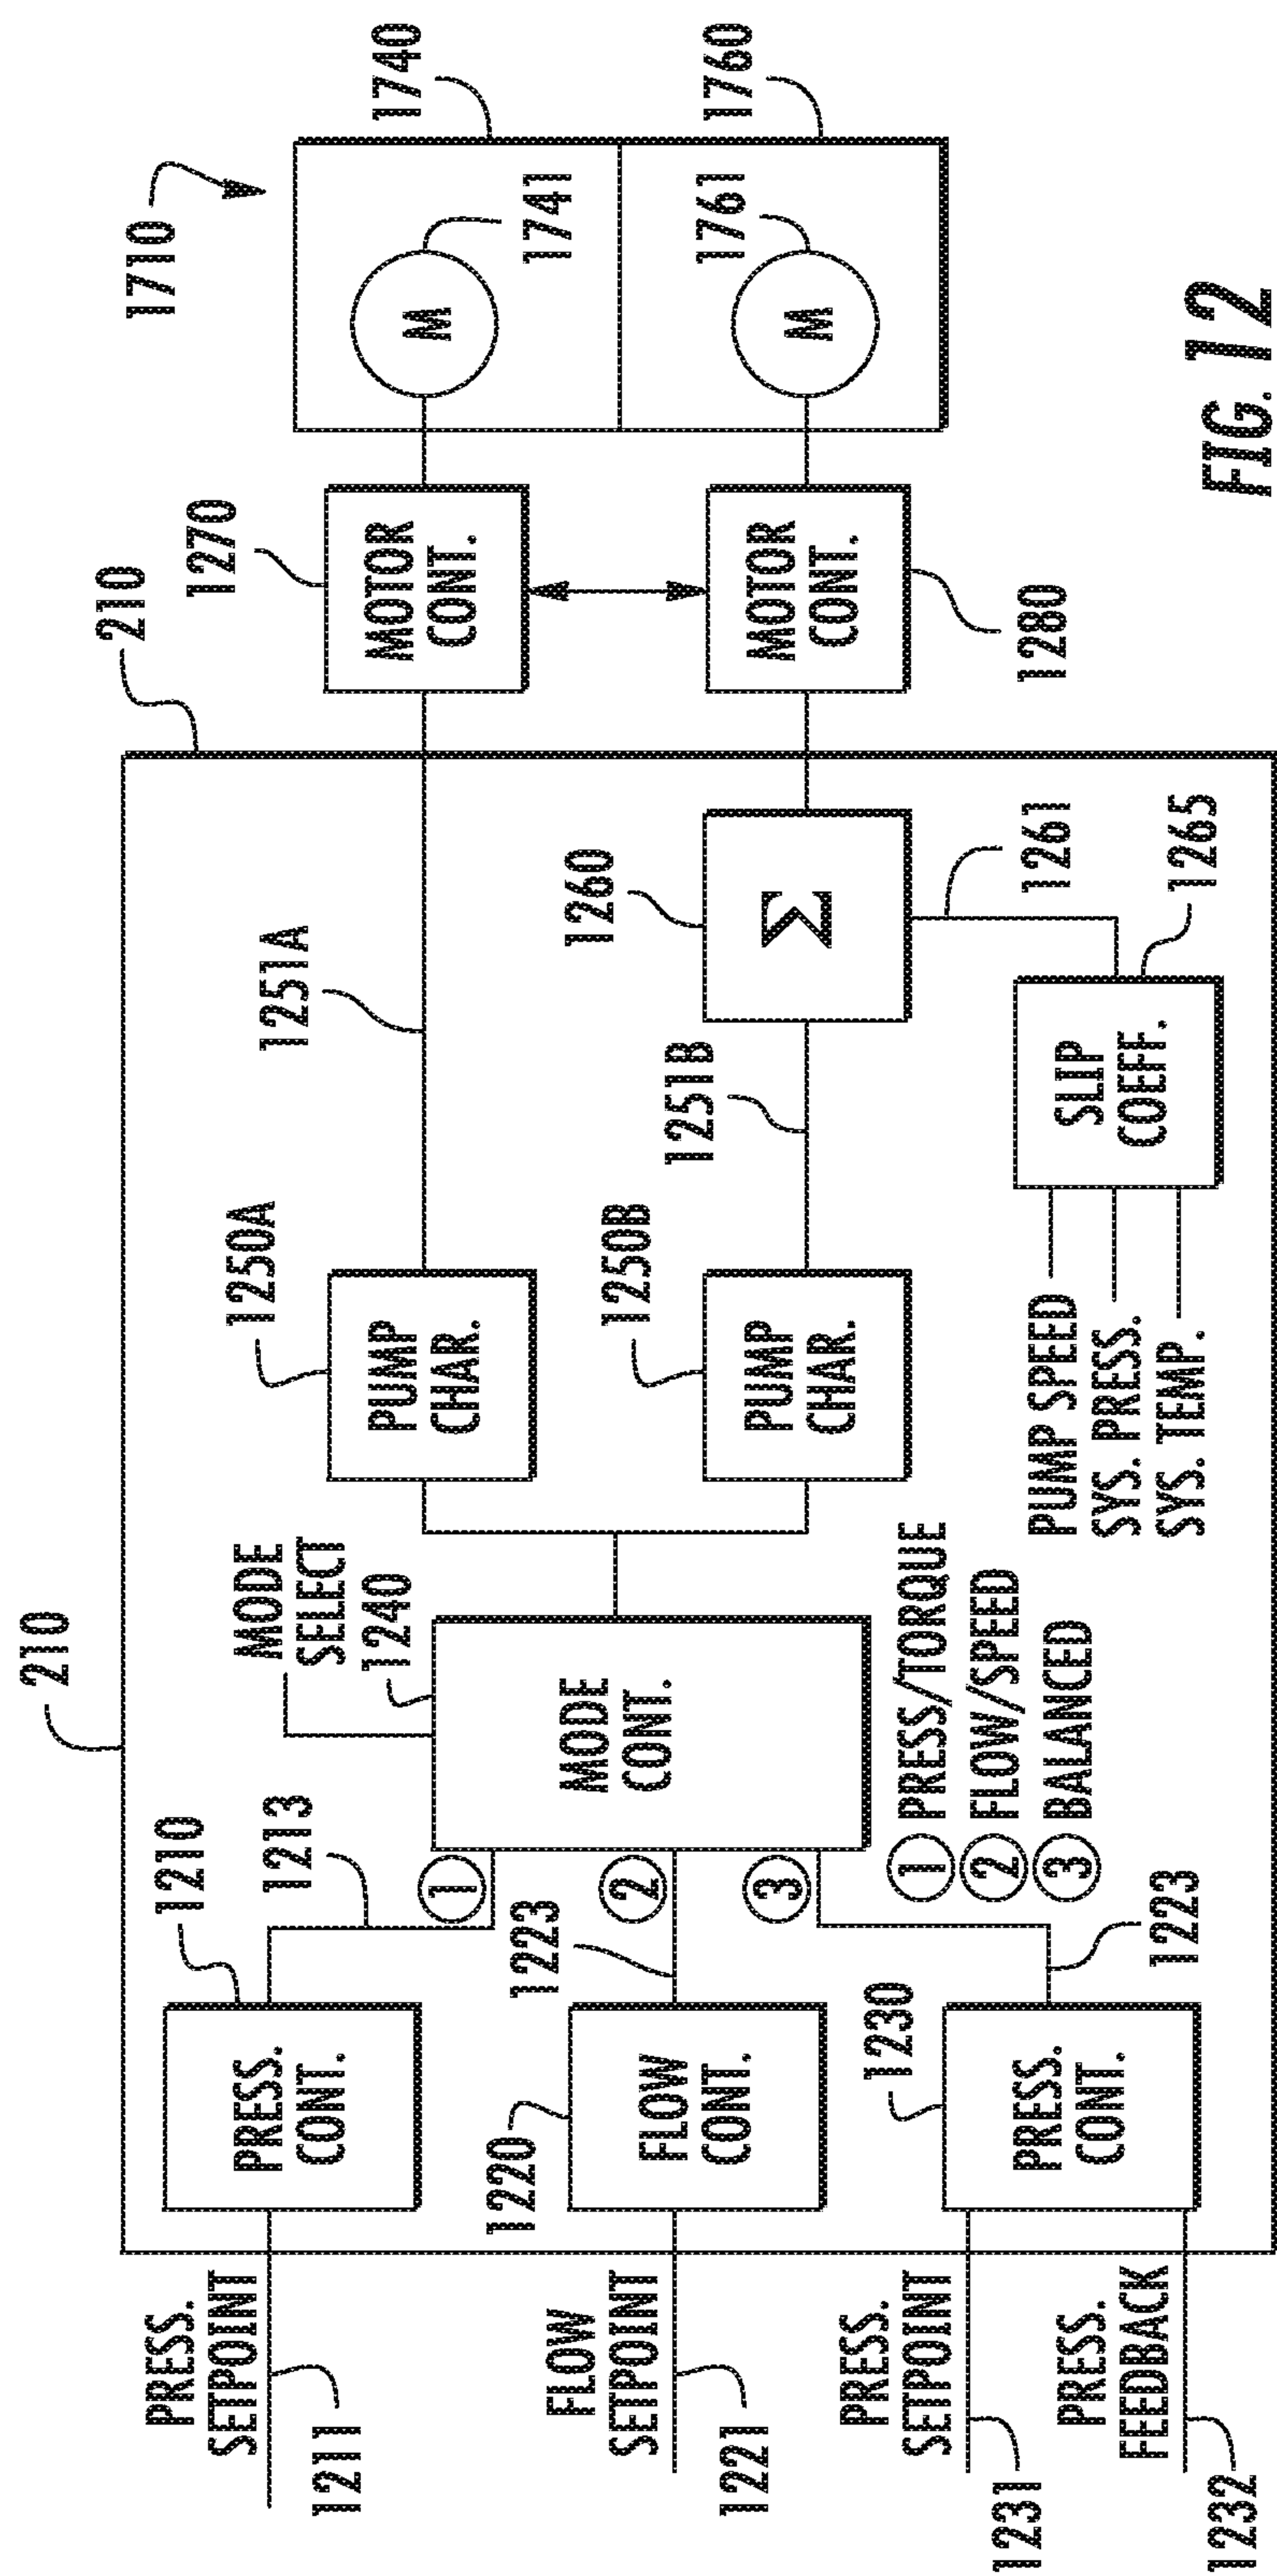 210
210
1710
PRESS.
SETPOINT
1211
1210
PRESS.
CONT.
1213
MODE
SELECT
1240
1250A
PUMP
CHAR.
1251A
1270
MOTOR
CONT.
M
1741
1740
FLOW
SETPOINT
1221
1220
FLOW
CONT.
1223
1
2
3
MODE
CONT.
1250B
PUMP
CHAR.
1251B
1260
Σ
MOTOR
CONT.
1280
M
1761
1760
PRESS.
SETPOINT
1231
PRESS.
FEEDBACK
1232
1230
PRESS.
CONT.
1223
1 PRESS/TORQUE
2 FLOW/SPEED
3 BALANCED
PUMP SPEED
SYS. PRESS.
SYS. TEMP.
SLIP
COEFF.
1261
1265
FIG. 12